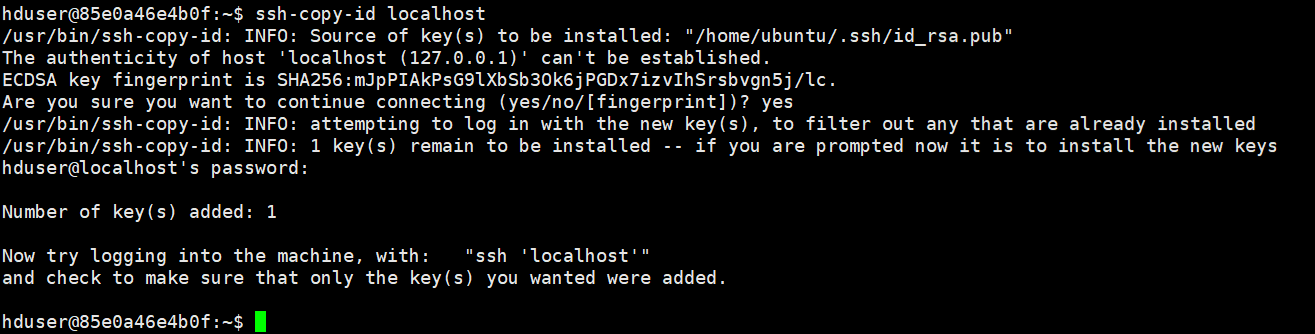 hduser@85e0a46e4b0f:~$ ssh-copy-id localhost
/usr/bin/ssh-copy-id: INFO: Source of key(s) to be installed: "/home/ubuntu/.ssh/id_rsa.pub"
The authenticity of host 'localhost (127.0.0.1)' can't be established.
ECDSA key fingerprint is SHA256:mJpPIAkPsG9lXbSb3Ok6jPGDx7izvIhSrsbvgn5j/lc.
Are you sure you want to continue connecting (yes/no/[fingerprint])? yes
/usr/bin/ssh-copy-id: INFO: attempting to log in with the new key(s), to filter out any that are already installed
/usr/bin/ssh-copy-id: INFO: 1 key(s) remain to be installed -- if you are prompted now it is to install the new keys
hduser@localhost's password:
Number of key(s) added: 1
Now try logging into the machine, with:   "ssh 'localhost'"
and check to make sure that only the key(s) you wanted were added.
hduser@85e0a46e4b0f:~$